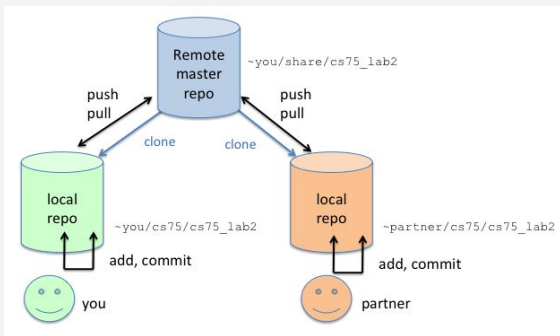 Remote
master
repo
~you/share/cs75_lab2
push
pull
push
pull
clone
clone
local
repo
~you/cs75/cs75_lab2
local
repo
~partner/cs75/cs75_lab2
add, commit
add, commit
you
partner